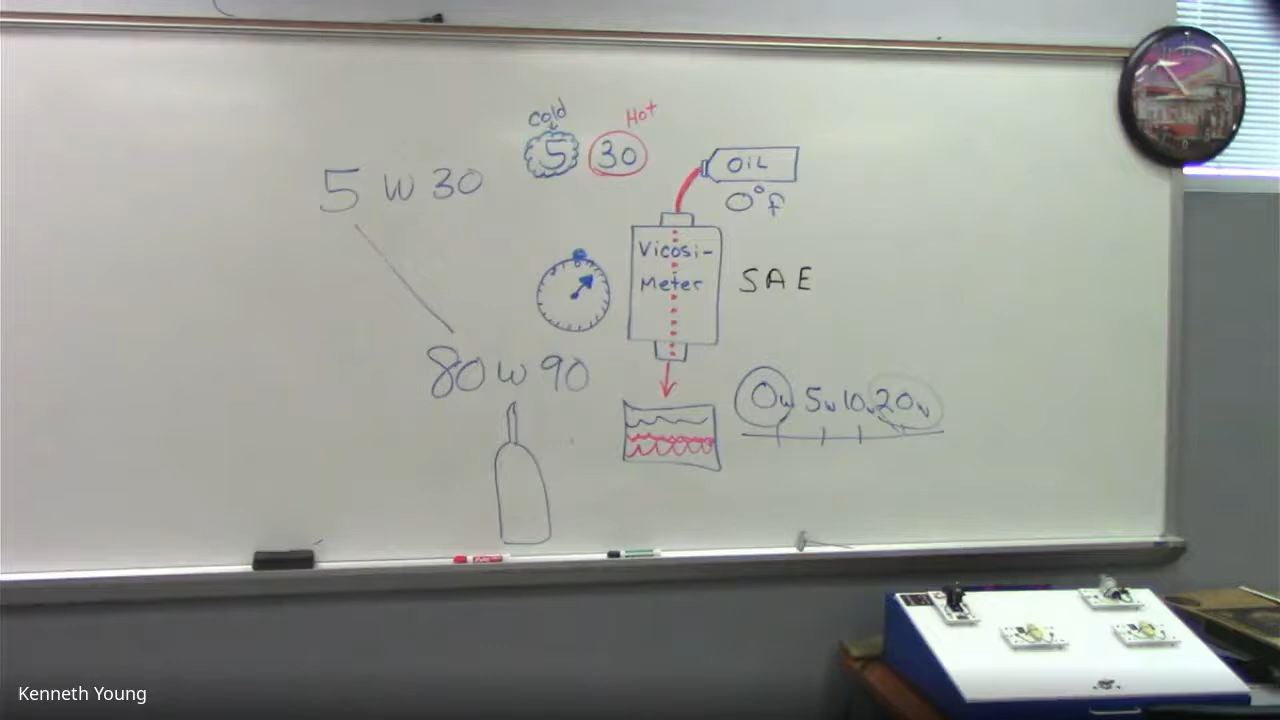 Cold
Hot
5 30
5 W 30
OiL
0°f
Vicosi-
Meter
SAE
80 W 90
0w 5w 10w 20w
Kenneth Young